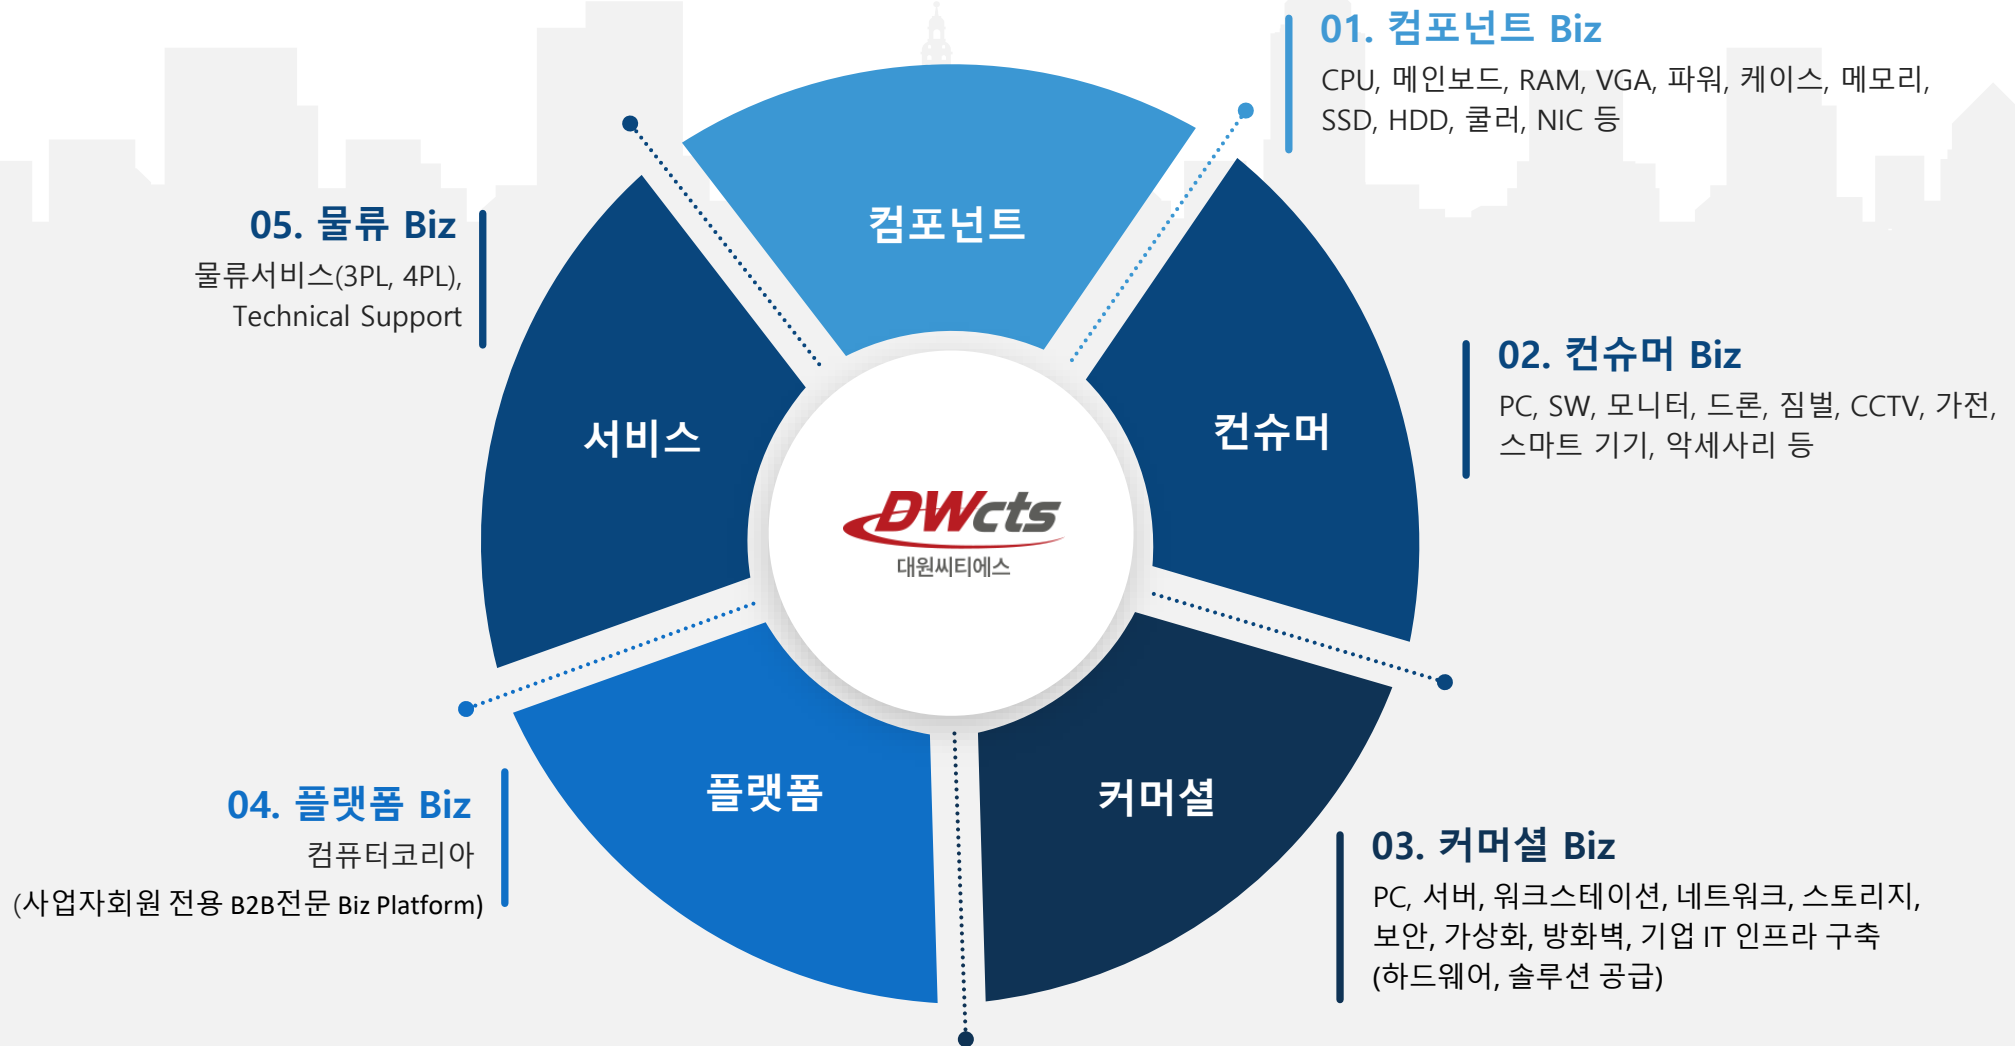 01. 컴포넌트 Biz
CPU, 메인보드, RAM, VGA, 파워, 케이스, 메모리,
SSD, HDD, 쿨러, NIC 등
02. 컨슈머 Biz
PC, SW, 모니터, 드론, 짐벌, CCTV, 가전,
스마트 기기, 악세사리 등
03. 커머셜 Biz
PC, 서버, 워크스테이션, 네트워크, 스토리지,
보안, 가상화, 방화벽, 기업 IT 인프라 구축
(하드웨어, 솔루션 공급)
04. 플랫폼 Biz
컴퓨터코리아
(사업자회원 전용 B2B전문 Biz Platform)
05. 물류 Biz
물류서비스(3PL, 4PL),
Technical Support
컴포넌트
컨슈머
커머셜
플랫폼
서비스
DWcts
대원씨티에스